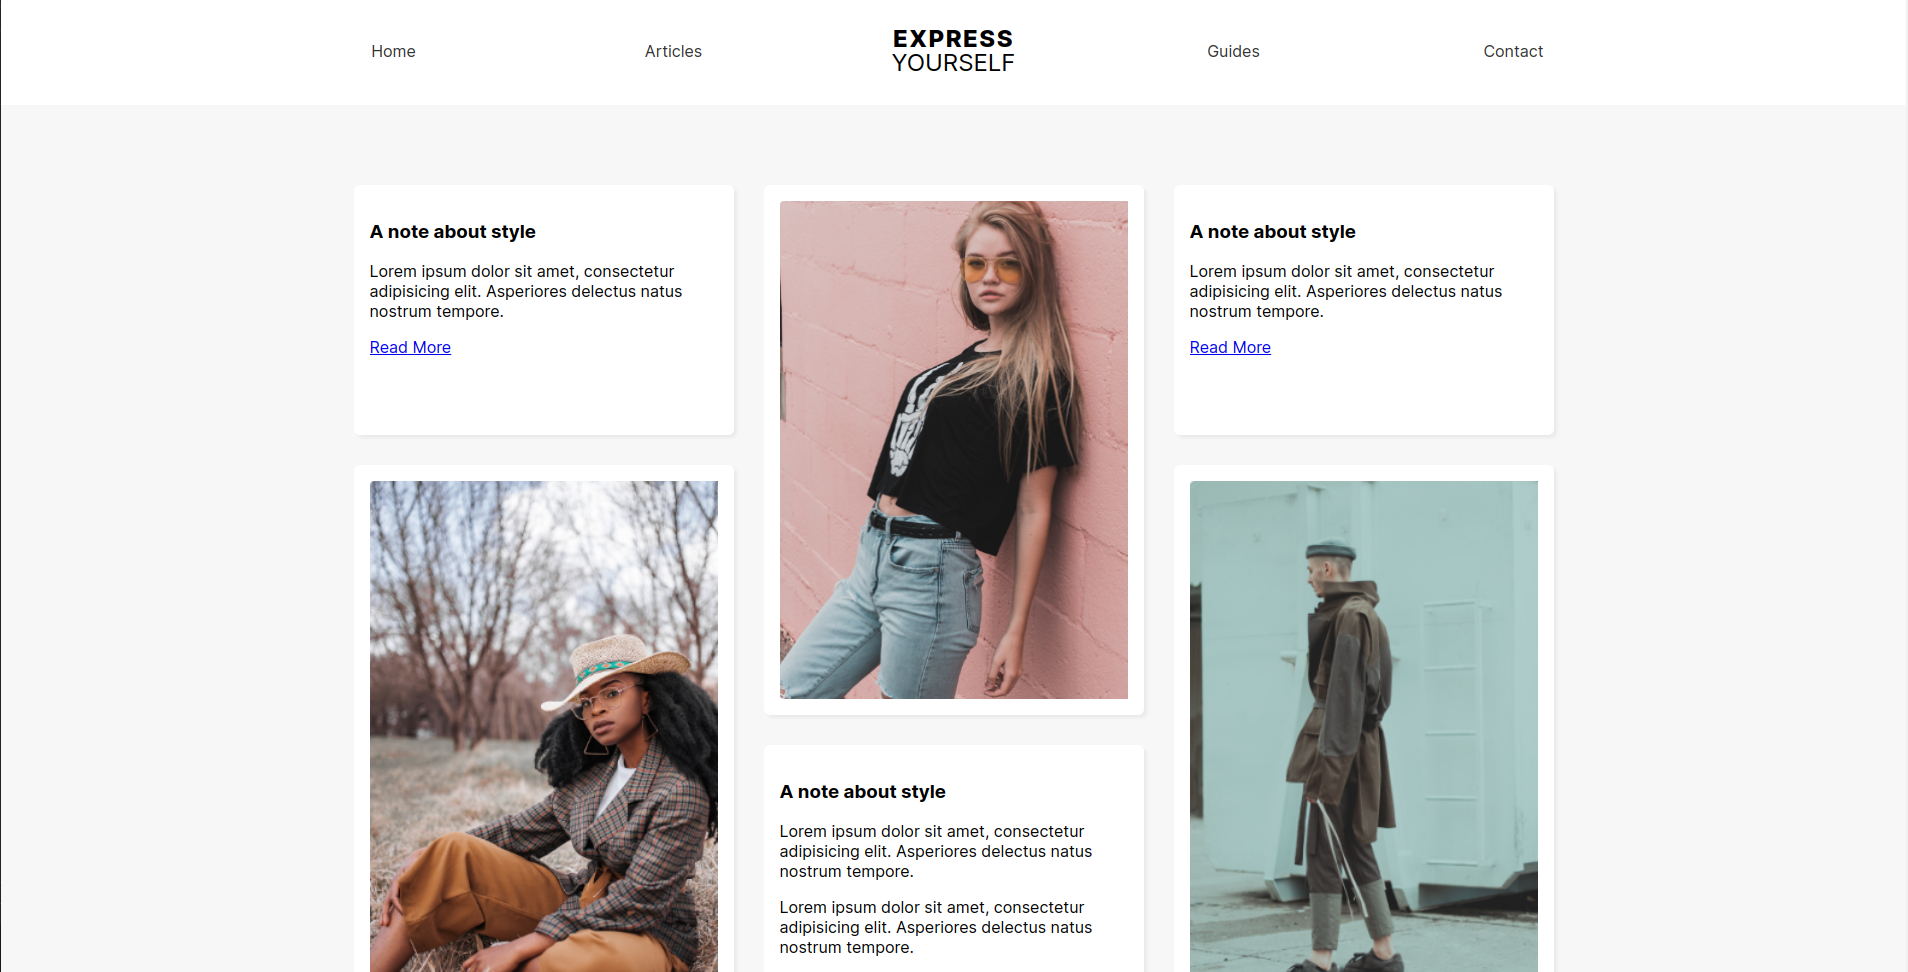 Home
Articles
EXPRESS
YOURSELF
Guides
Contact
A note about style
Lorem ipsum dolor sit amet, consectetur
adipisicing elit. Asperiores delectus natus
nostrum tempore.
Read More
A note about style
Lorem ipsum dolor sit amet, consectetur
adipisicing elit. Asperiores delectus natus
nostrum tempore.
Read More
A note about style
Lorem ipsum dolor sit amet, consectetur
adipisicing elit. Asperiores delectus natus
nostrum tempore.
Lorem ipsum dolor sit amet, consectetur
adipisicing elit. Asperiores delectus natus
nostrum tempore.